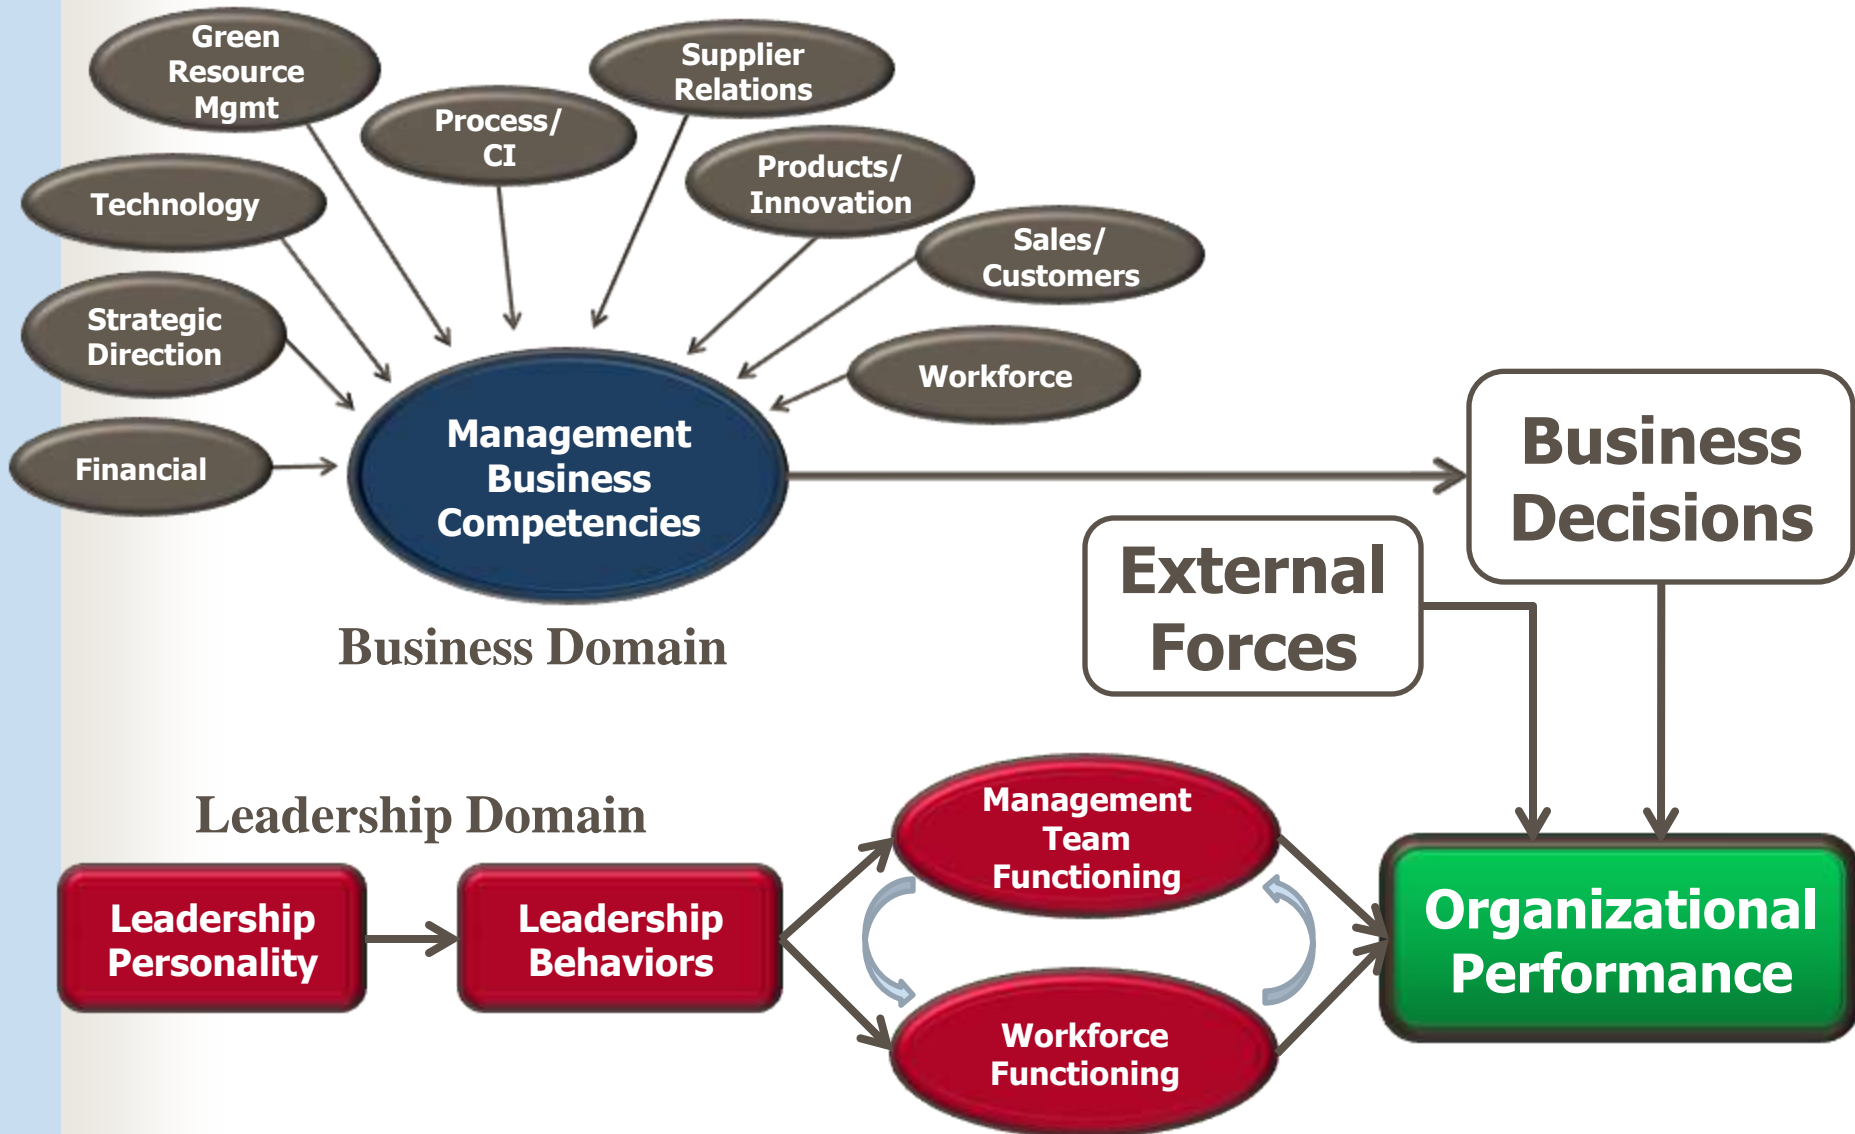 Green
Resource
Mgmt
Supplier
Relations
Process/
CI
Products/
Innovation
Technology
Sales/
Customers
Strategic
Direction
Workforce
Financial
Management
Business
Competencies
Business
Decisions
External
Forces
Business Domain
Leadership Domain
Management
Team
Functioning
Leadership
Personality
Leadership
Behaviors
Organizational
Performance
Workforce
Functioning